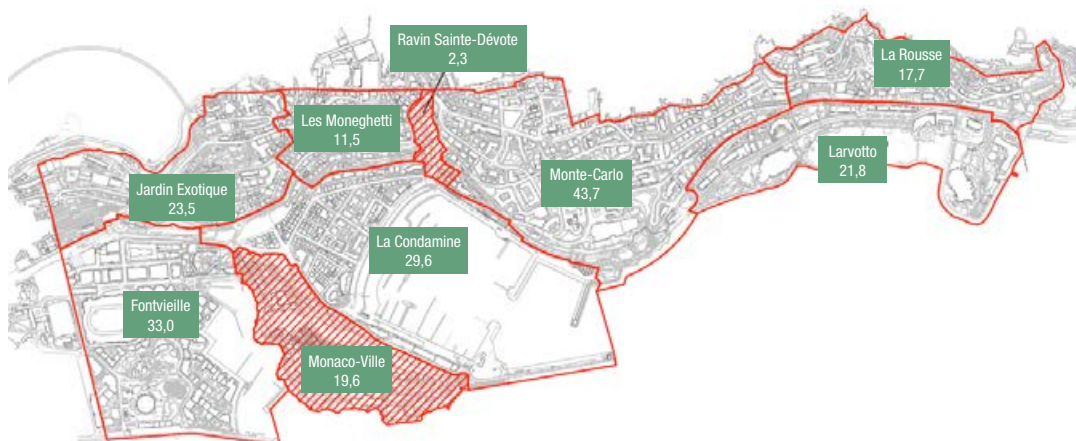 Ravin Sainte-Dévote
2,3
La Rousse
17,7
Les Moneghetti
11,5
Larvotto
21,8
Monte-Carlo
43,7
Jardin Exotique
23,5
La Condamine
29,6
Fontvieille
33,0
Monaco-Ville
19,6